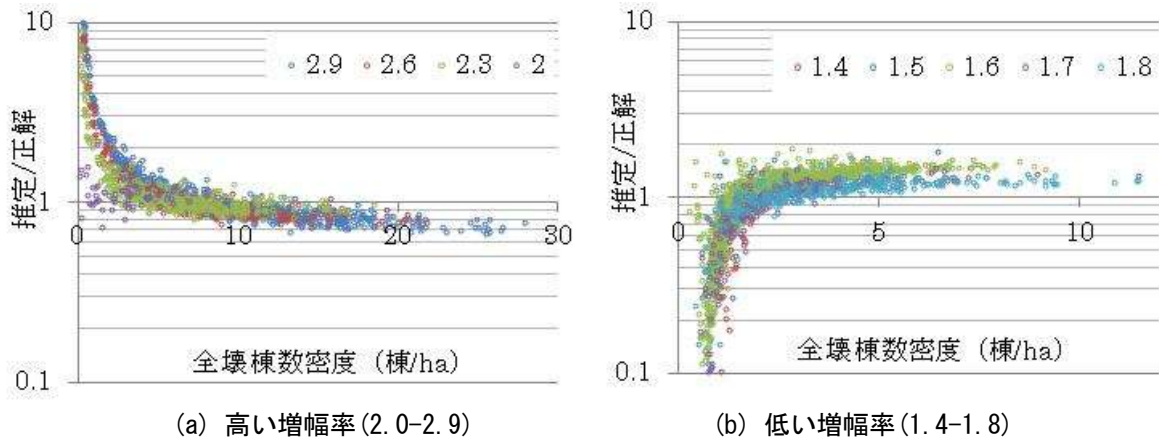 10
2.9 2.6 2.3 2
推定/正解
1
0 10 20 30
全壊棟数密度 (棟/ha)
0.1
(a) 高い増幅率(2.0-2.9)
10
1.4 1.5 1.6 1.7 1.8
推定/正解
1
0 5 10
全壊棟数密度 (棟/ha)
0.1
(b) 低い増幅率(1.4-1.8)